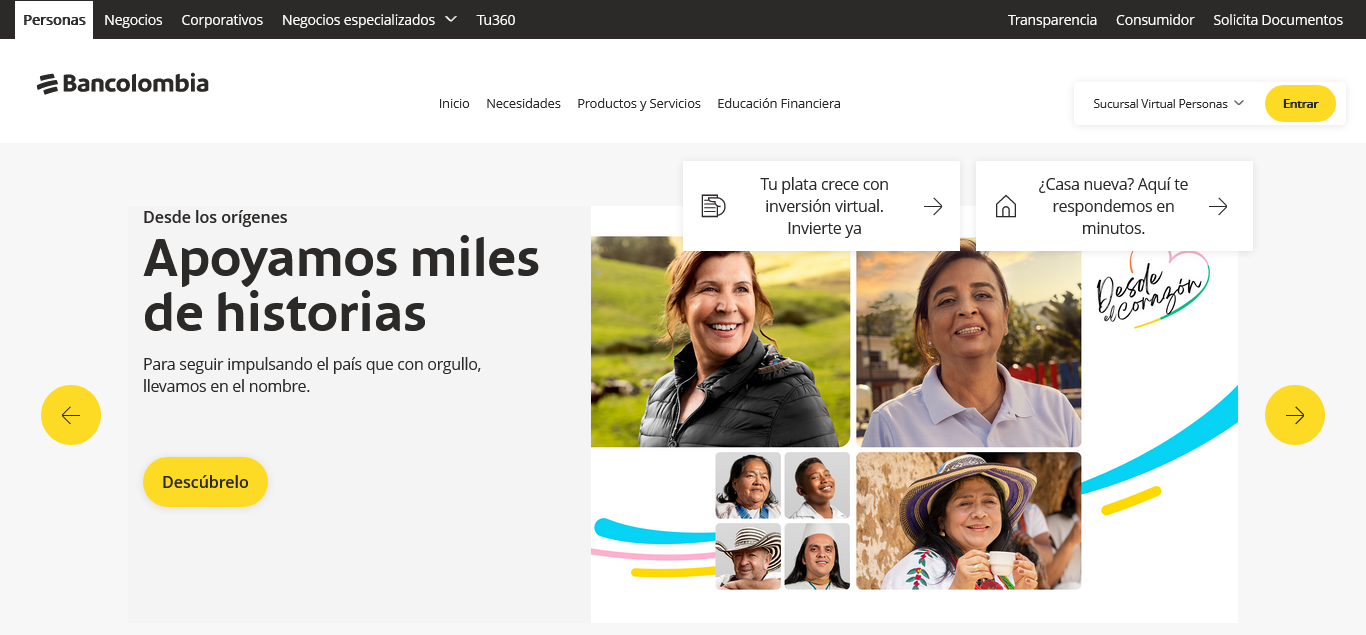 Personas Negocios Corporativos Negocios especializados Tu360 Transparencia Consumidor Solicita Documentos
Bancolombia
Inicio Necesidades Productos y Servicios Educación Financiera Sucursal Virtual Personas Entrar
Tu plata crece con
inversión virtual.
Invierte ya
¿Casa nueva? Aquí te
respondemos en
minutos.
Desde los orígenes
Apoyamos miles
de historias
Para seguir impulsando el país que con orgullo,
llevamos en el nombre.
Descúbrelo
Desde
el Corazón